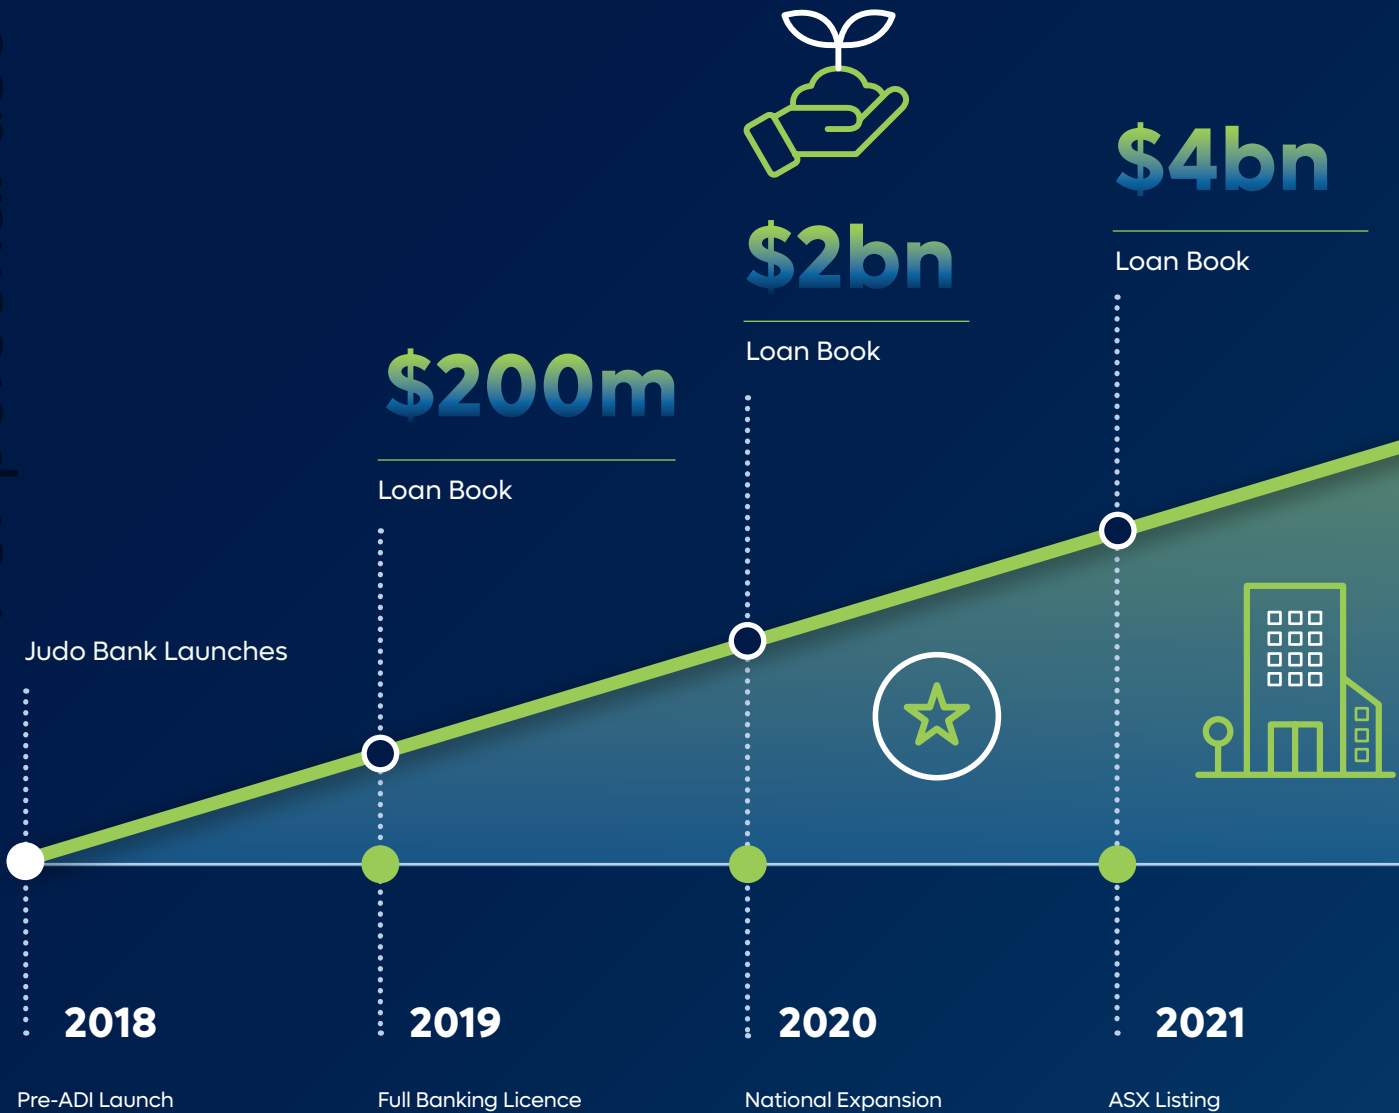 $4bn
Loan Book
$2bn
Loan Book
$200m
Loan Book
Judo Bank Launches
2018
2019
2020
2021
Pre-ADI Launch
Full Banking Licence
National Expansion
ASX Listing